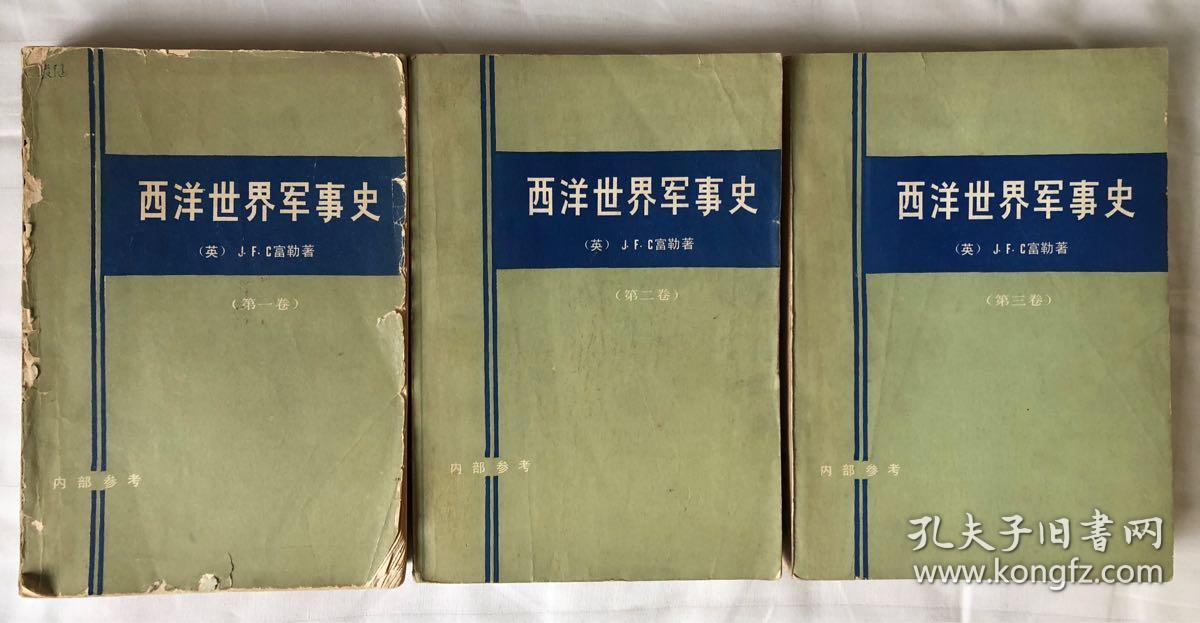 西洋世界军事史
（英） J·F·C富勒著
（第一卷）
内部参考
西洋世界军事史
（英） J·F·C富勒著
（第二卷）
内部参考
西洋世界军事史
（英） J·F·C富勒著
（第三卷）
内部参考
孔夫子旧书网
www.kongfz.com